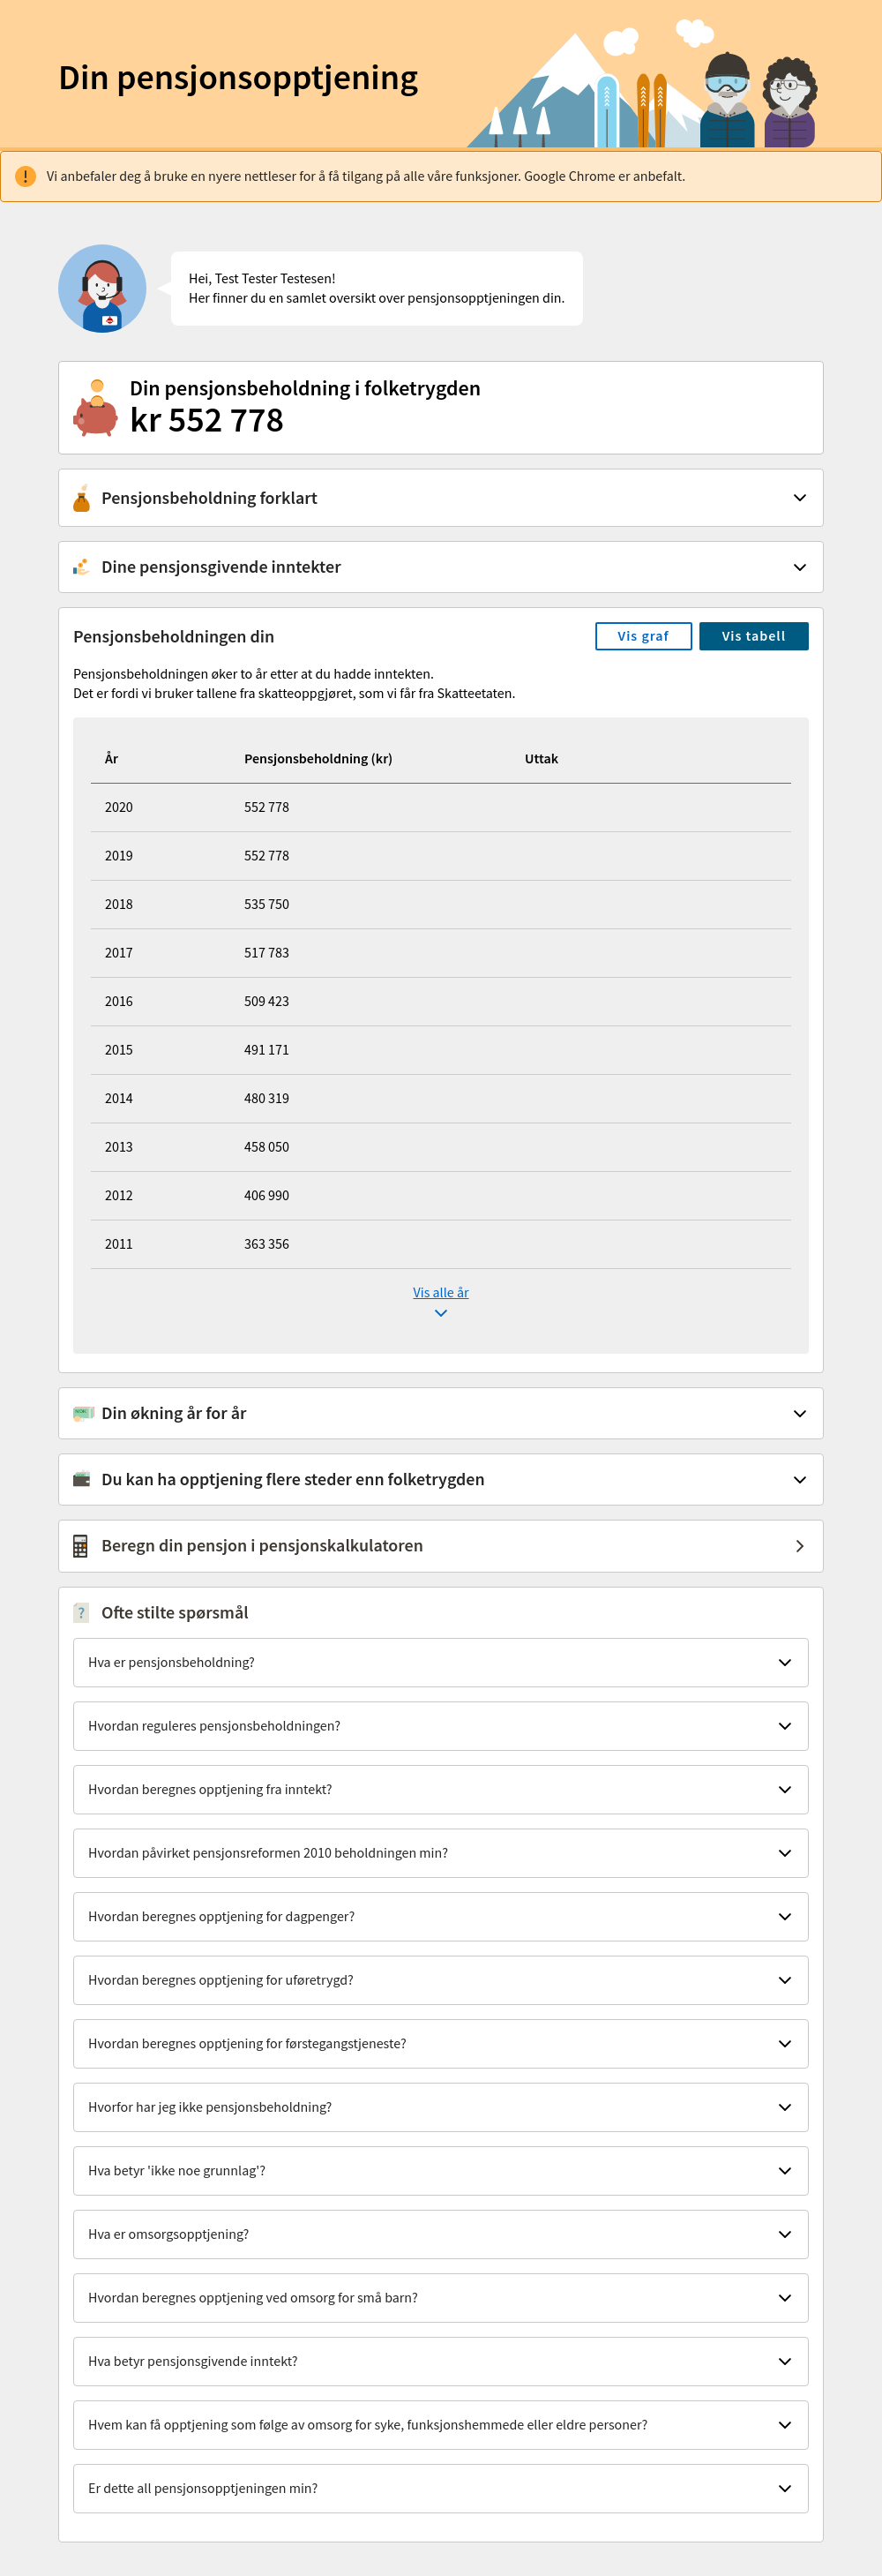 Din pensjonsopptjening
Vi anbefaler deg å bruke en nyere nettleser for å få tilgang på alle våre funksjoner. Google Chrome er anbefalt.
Hei, Test Tester Testesen!
Her finner du en samlet oversikt over pensjonsopptjeningen din.
Din pensjonsbeholdning i folketrygden
kr 552 778
Pensjonsbeholdning forklart
Dine pensjonsgivende inntekter
Pensjonsbeholdningen din
Vis graf
Vis tabell
Pensjonsbeholdningen øker to år etter at du hadde inntekten.
Det er fordi vi bruker tallene fra skatteoppgjøret, som vi får fra Skatteetaten.
År Pensjonsbeholdning (kr) Uttak
2020 552 778
2019 552 778
2018 535 750
2017 517 783
2016 509 423
2015 491 171
2014 480 319
2013 458 050
2012 406 990
2011 363 356
Vis alle år
Din økning år for år
Du kan ha opptjening flere steder enn folketrygden
Beregn din pensjon i pensjonskalkulatoren
Ofte stilte spørsmål
Hva er pensjonsbeholdning?
Hvordan reguleres pensjonsbeholdningen?
Hvordan beregnes opptjening fra inntekt?
Hvordan påvirket pensjonsreformen 2010 beholdningen min?
Hvordan beregnes opptjening for dagpenger?
Hvordan beregnes opptjening for uføretrygd?
Hvordan beregnes opptjening for førstegangstjeneste?
Hvorfor har jeg ikke pensjonsbeholdning?
Hva betyr 'ikke noe grunnlag'?
Hva er omsorgsopptjening?
Hvordan beregnes opptjening ved omsorg for små barn?
Hva betyr pensjonsgivende inntekt?
Hvem kan få opptjening som følge av omsorg for syke, funksjonshemmede eller eldre personer?
Er dette all pensjonsopptjeningen min?